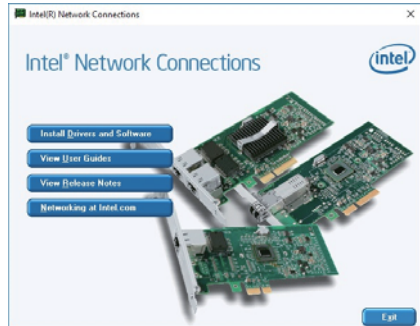 Intel(R) Network Connections
Intel® Network Connections
intel
Install Drivers and Software
View User Guides
View Release Notes
Networking at Intel.com
Exit